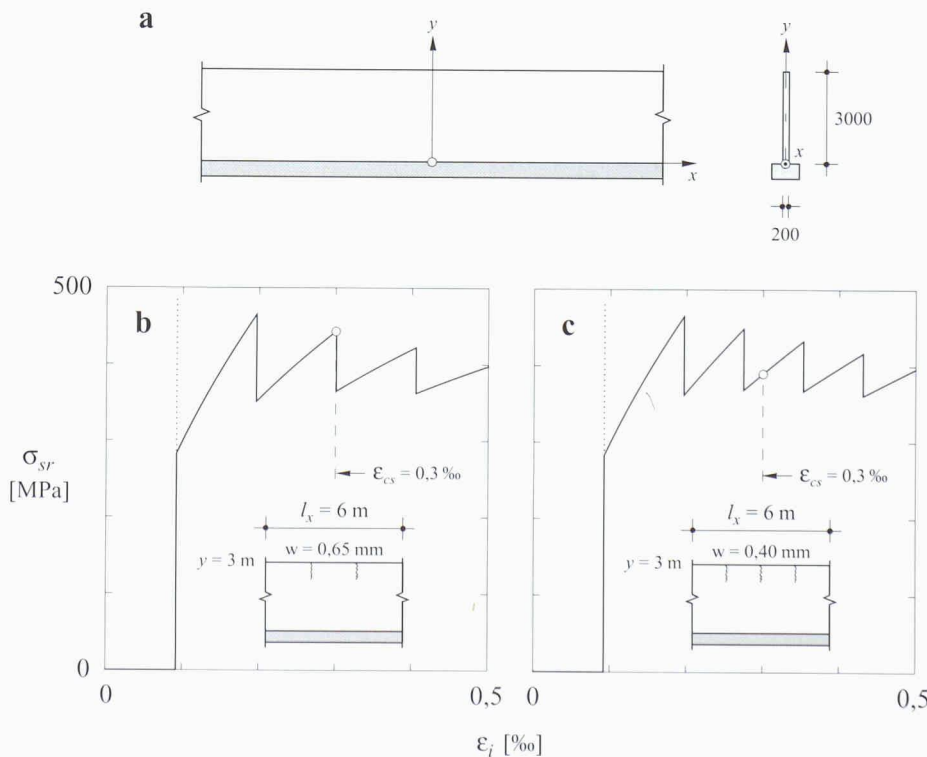 a
y
x
y
x
3000
200
500
b
c
σsr
[MPa]
εcs = 0,3 ‰
εcs = 0,3 ‰
lx = 6 m
lx = 6 m
y = 3 m
w = 0,65 mm
y = 3 m
w = 0,40 mm
0
0
0,5
0
0,5
εi [‰]